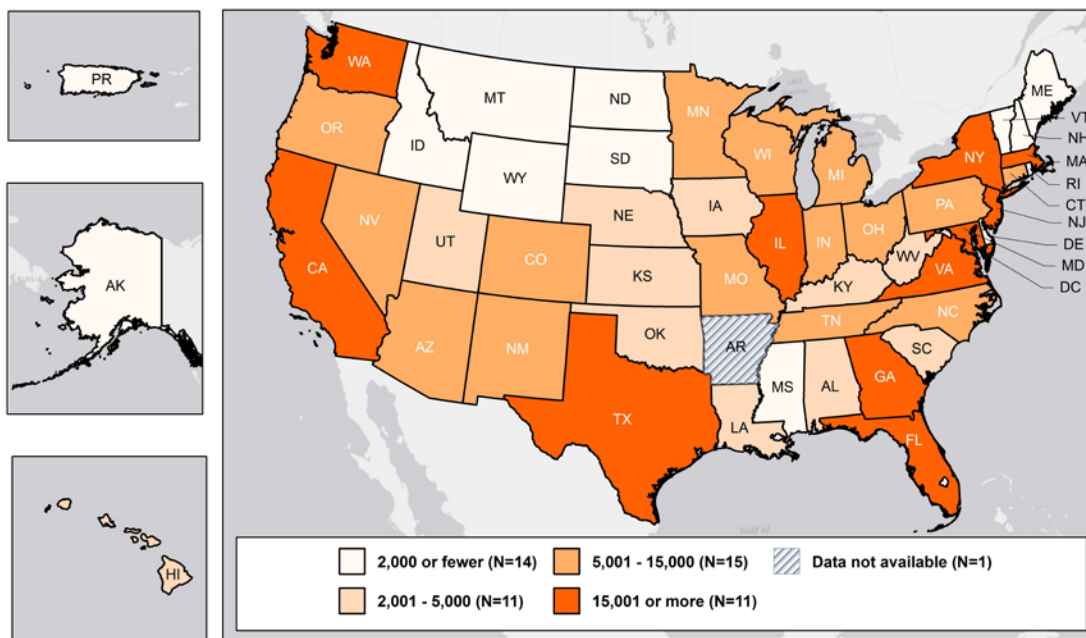 PR
AK
HI
WA
MT
ND
MN
ME
VT
NH
MA
RI
CT
NJ
DE
MD
DC
OR
ID
SD
WI
MI
NY
WY
NV
UT
CO
NE
IA
IL
IN
OH
PA
CA
KS
MO
KY
WV
VA
AZ
NM
OK
AR
TN
NC
SC
MS
AL
GA
TX
LA
FL
Gulf of
2,000 or fewer (N=14)
5,001 - 15,000 (N=15)
Data not available (N=1)
2,001 - 5,000 (N=11)
15,001 or more (N=11)